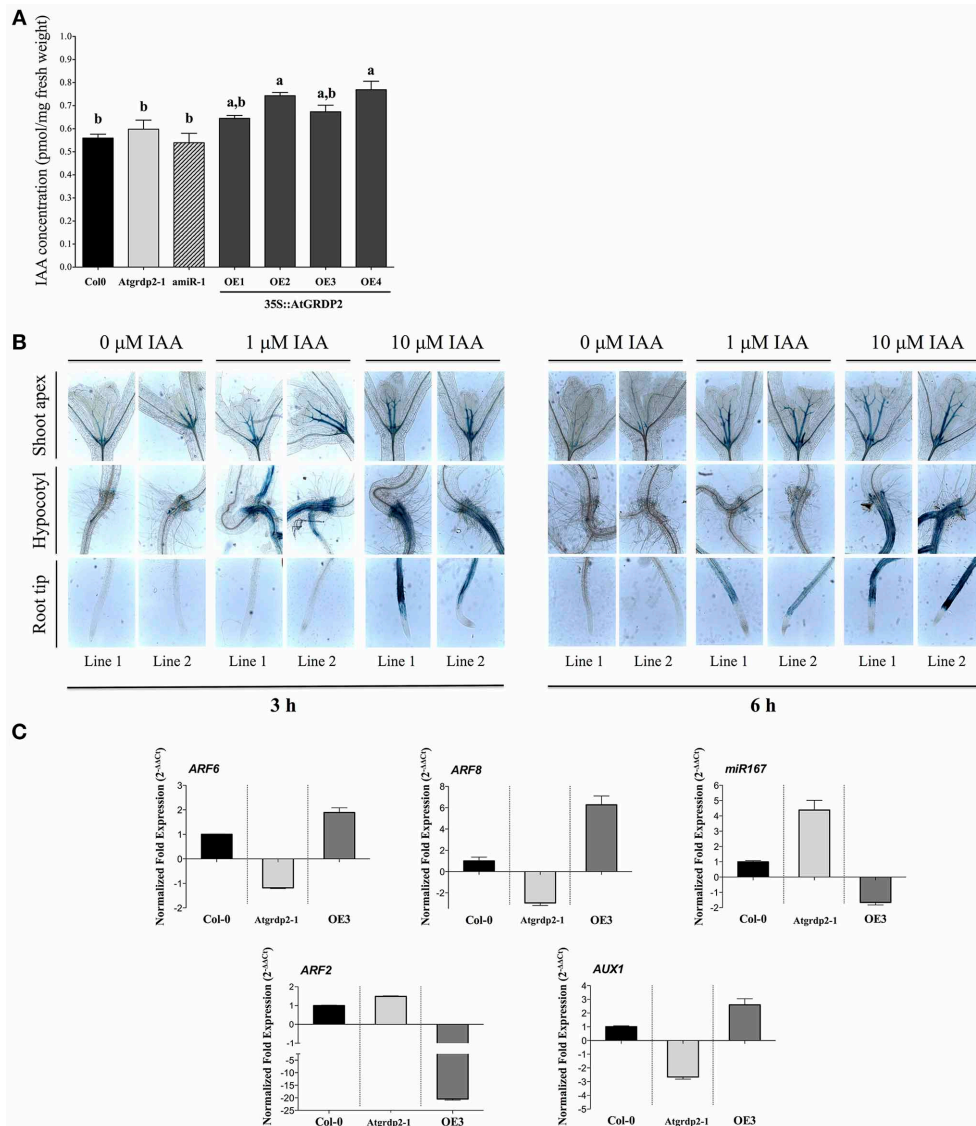 A
IAA concentration (pmol/mg fresh weight)
1.0
0.9
0.8
0.7
0.6
0.5
0.4
0.3
0.2
0.1
0.0
b
b
b
a,b
a
a,b
a
Col0 Atgrdp2-1 amiR-1 OE1 OE2 OE3 OE4
35S::AtGRDP2
B
0 µM IAA 1 µM IAA 10 µM IAA 0 µM IAA 1 µM IAA 10 µM IAA
Shoot apex
Hypocotyl
Root tip
Line 1 Line 2 Line 1 Line 2 Line 1 Line 2 Line 1 Line 2 Line 1 Line 2 Line 1 Line 2
3 h 6 h
C
Normalized Fold Expression (2-ΔΔCt)
ARF6
3
2
1
0
-1
-2
Col-0 Atgrdp2-1 OE3
Normalized Fold Expression (2-ΔΔCt)
ARF8
8
6
4
2
0
-2
Col-0 Atgrdp2-1 OE3
Normalized Fold Expression (2-ΔΔCt)
miR167
6
5
4
3
2
1
0
-1
-2
Col-0 Atgrdp2-1 OE3
Normalized Fold Expression (2-ΔΔCt)
ARF2
2
1
0
-1
-5
-10
-15
-20
-25
Col-0 Atgrdp2-1 OE3
Normalized Fold Expression (2-ΔΔCt)
AUX1
4
3
2
1
0
-1
-2
-3
-4
-5
Col-0 Atgrdp2-1 OE3